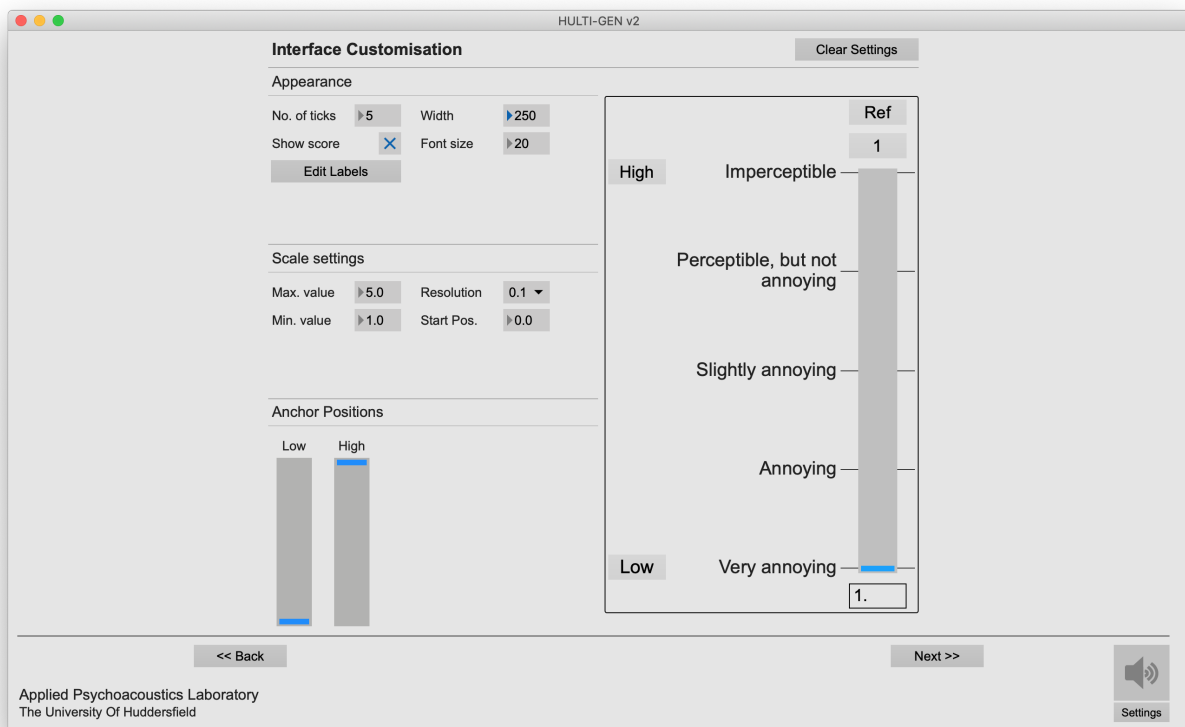 HULTI-GEN v2
Interface Customisation
Clear Settings
Appearance
No. of ticks 5 Width 250
Show score Font size 20
Edit Labels
Scale settings
Max. value 5.0 Resolution 0.1
Min. value 1.0 Start Pos. 0.0
Anchor Positions
Low High
Ref
1
High Imperceptible
Perceptible, but not
annoying
Slightly annoying
Annoying
Low Very annoying
1.
<< Back
Next >>
Applied Psychoacoustics Laboratory
The University Of Huddersfield
Settings